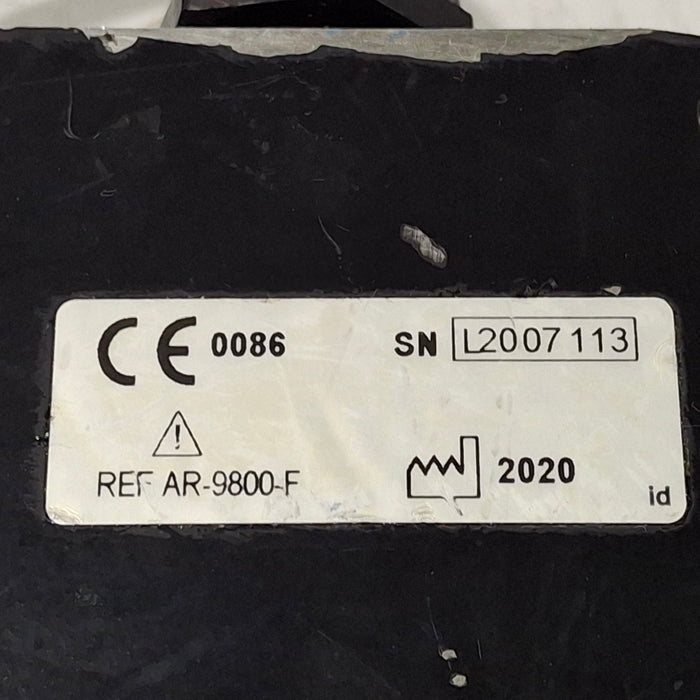 CE 0086
SN L2007113
REF AR-9800-F
2020
id